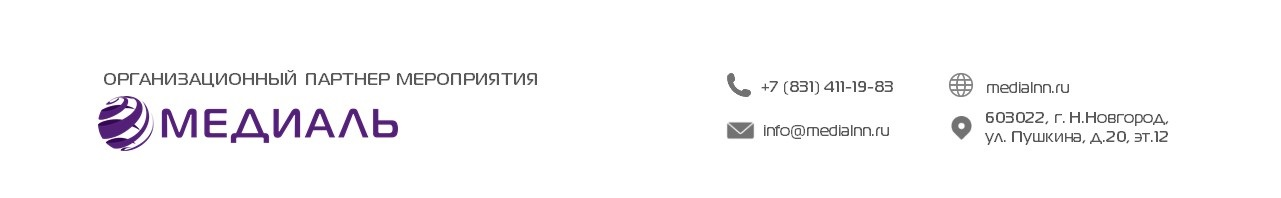 ОРГАНИЗАЦИОННЫЙ ПАРТНЕР МЕРОПРИЯТИЯ
МЕДИАЛЬ
+7 (831) 411-19-83
info@medialnn.ru
medialnn.ru
603022, г. Н.Новгород,
ул. Пушкина, д.20, эт.12